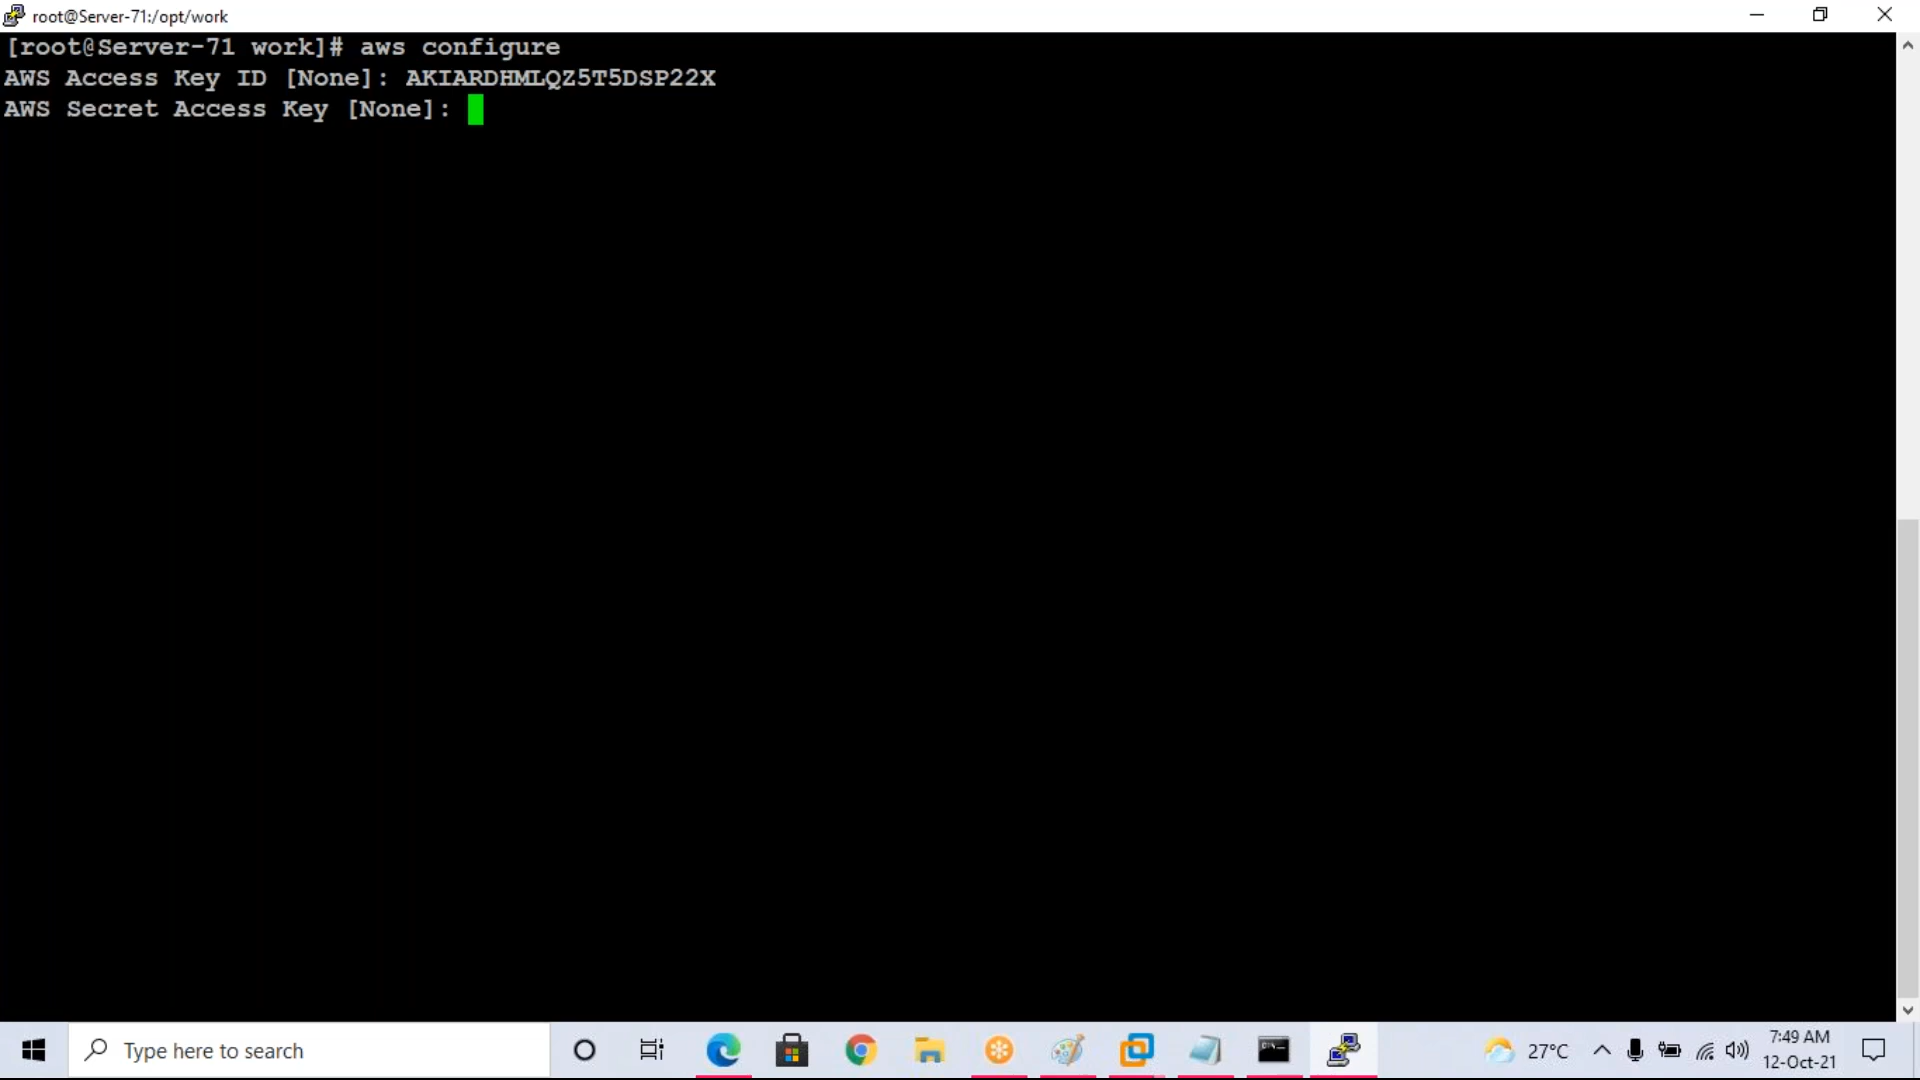 root@Server-71:/opt/work
[root@Server-71 work]# aws configure
AWS Access Key ID [None]: AKIARDHMLQZ5T5DSP22X
AWS Secret Access Key [None]:
Type here to search
27°C
7:49 AM
12-Oct-21